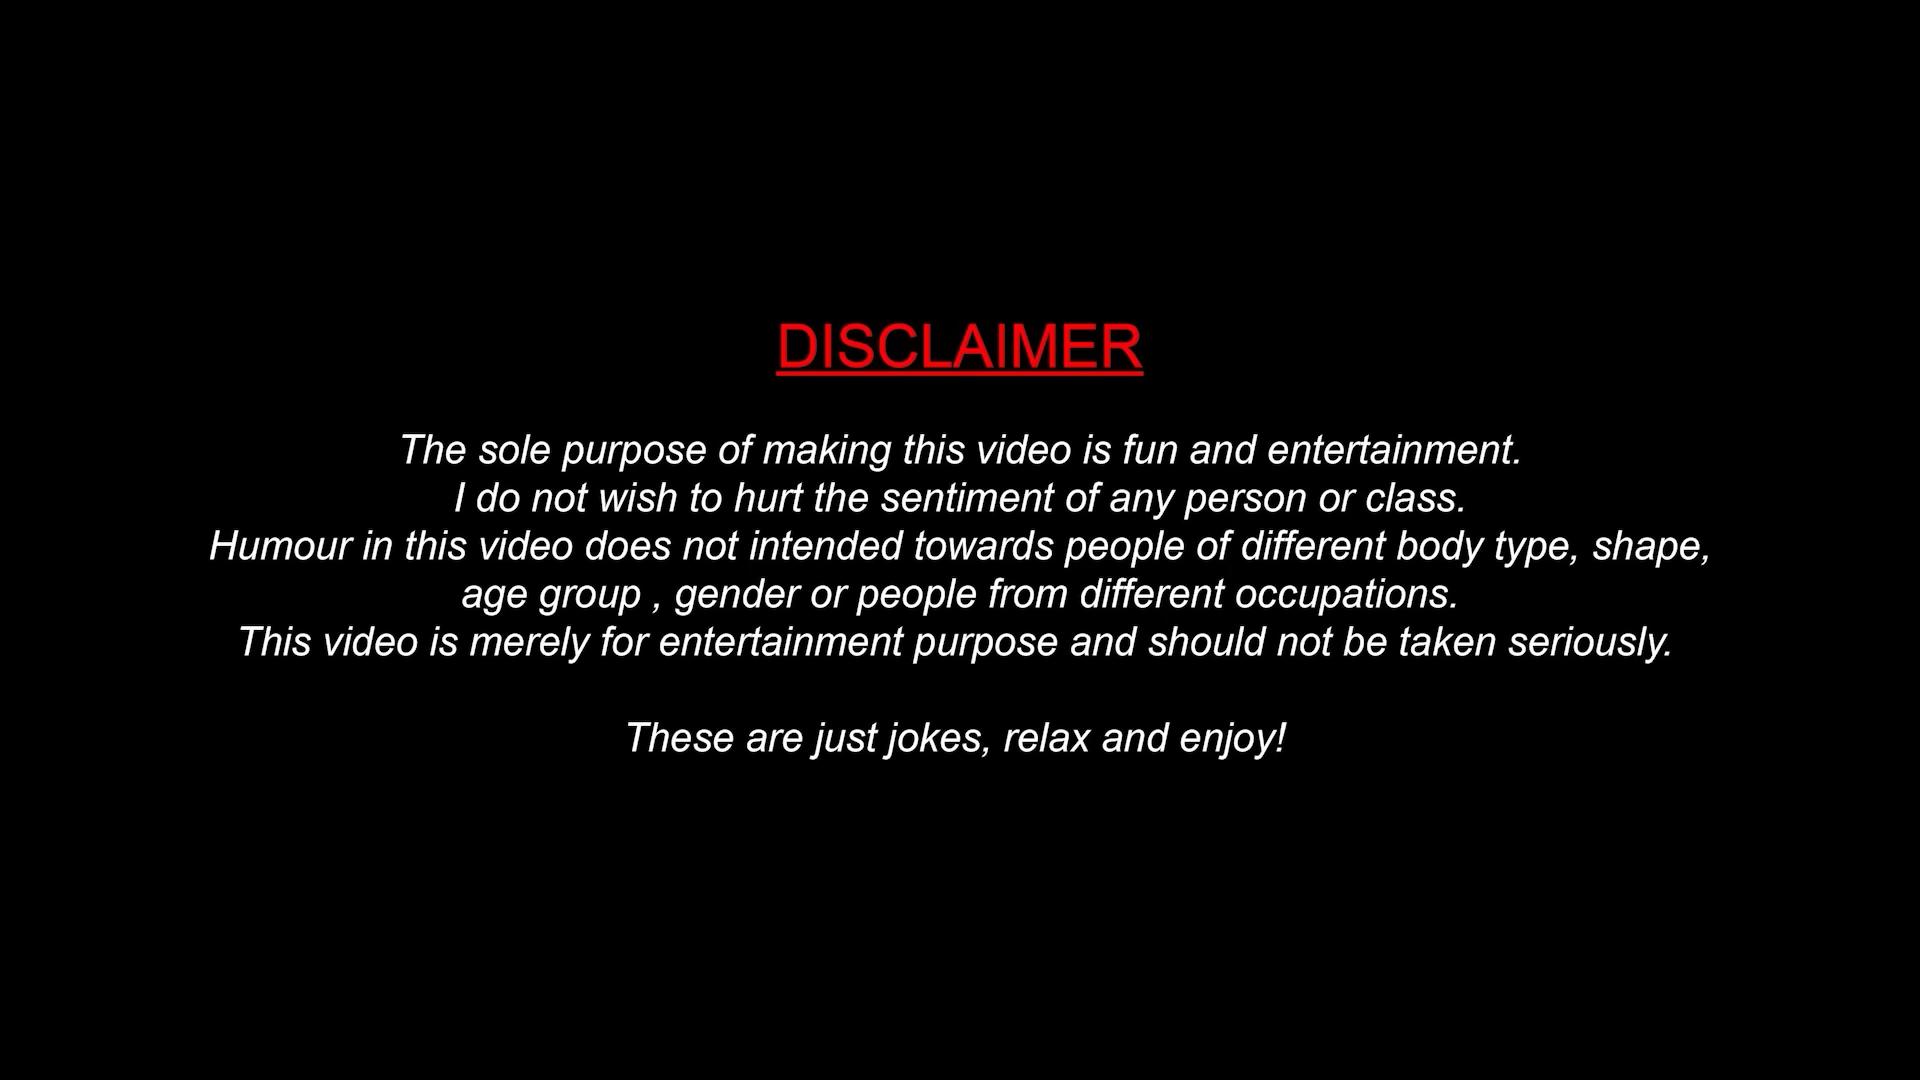 DISCLAIMER
The sole purpose of making this video is fun and entertainment.
I do not wish to hurt the sentiment of any person or class.
Humour in this video does not intended towards people of different body type, shape,
age group , gender or people from different occupations.
This video is merely for entertainment purpose and should not be taken seriously.
These are just jokes, relax and enjoy!